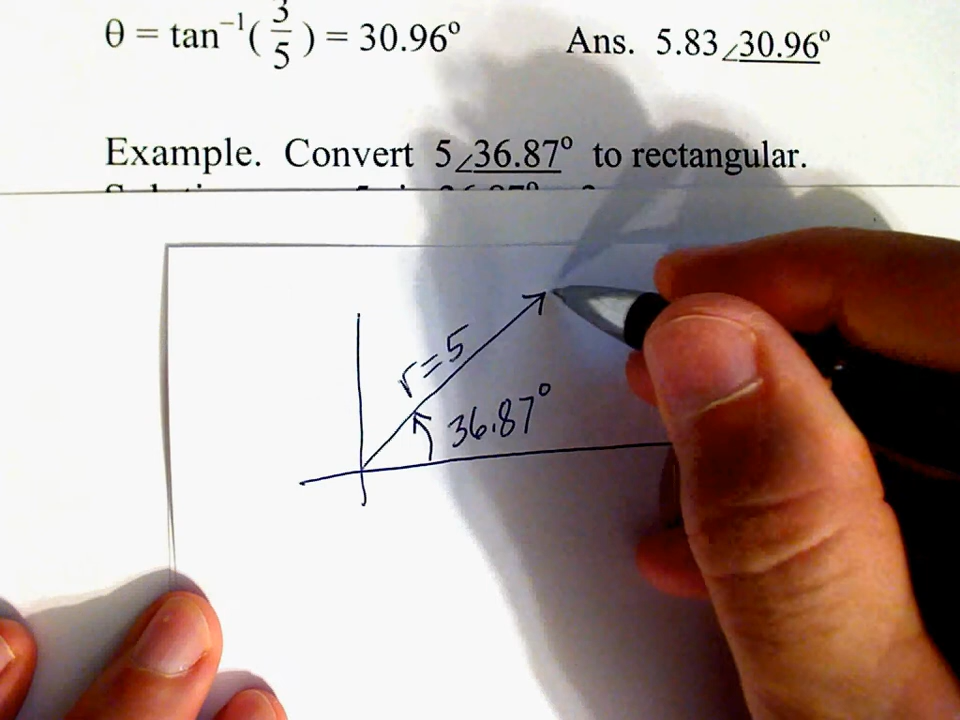 θ = tan⁻¹( 3/5 ) = 30.96° Ans. 5.83∠30.96°
Example. Convert 5∠36.87° to rectangular.
r=5
36.87°